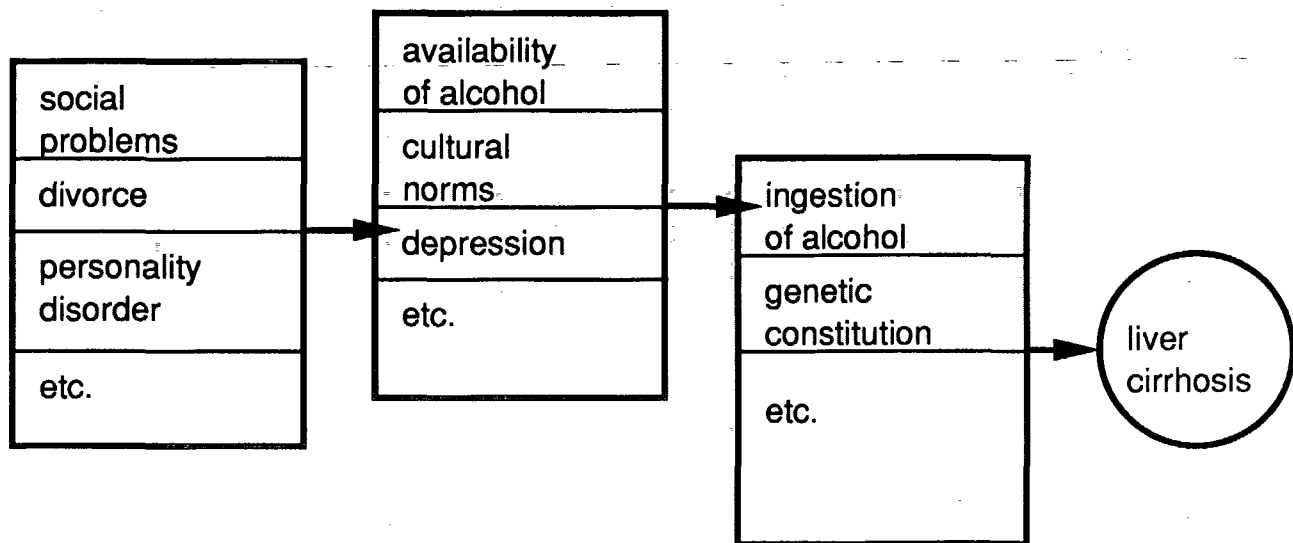 social
problems
divorce
personality
disorder
etc.
availability
of alcohol
cultural
norms
depression
etc.
ingestion
of alcohol
genetic
constitution
etc.
liver
cirrhosis